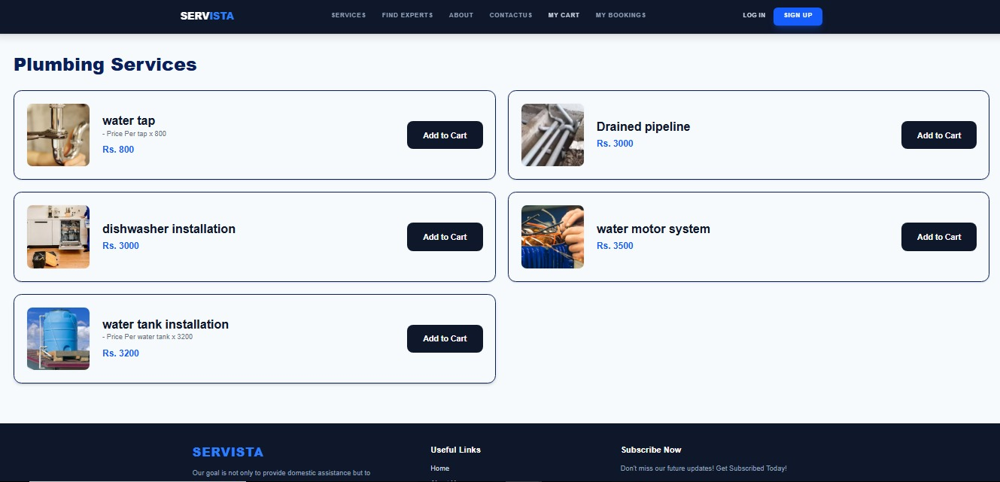 SERVISTA SERVICES FIND EXPERTS ABOUT CONTACTUS MY CART MY BOOKINGS LOG IN SIGN UP
Plumbing Services
water tap
- Price Per tap x 800
Rs. 800
Add to Cart
Drained pipeline
Rs. 3000
Add to Cart
dishwasher installation
Rs. 3000
Add to Cart
water motor system
Rs. 3500
Add to Cart
water tank installation
- Price Per water tank x 3200
Rs. 3200
Add to Cart
SERVISTA
Our goal is not only to provide domestic assistance but to
Useful Links
Home
Subscribe Now
Don't miss our future updates! Get Subscribed Today!